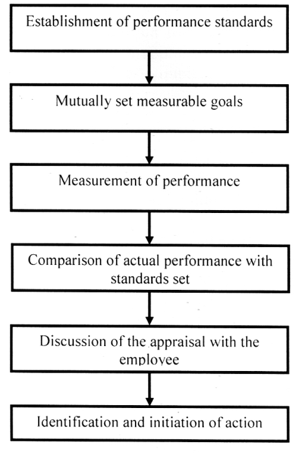 Establishment of performance standards
Mutually set measurable goals
Measurement of performance
Comparison of actual performance with
standards set
Discussion of the appraisal with the
employee
Identification and initiation of action